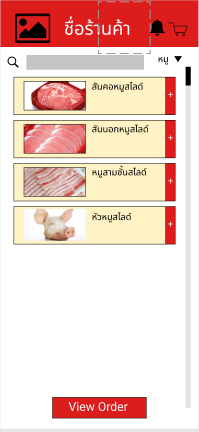 ชื่อร้านค้า
หมู ▼
สันคอหมูสไลด์
+
สันนอกหมูสไลด์
+
หมูสามชั้นสไลด์
+
หัวหมูสไลด์
+
View Order